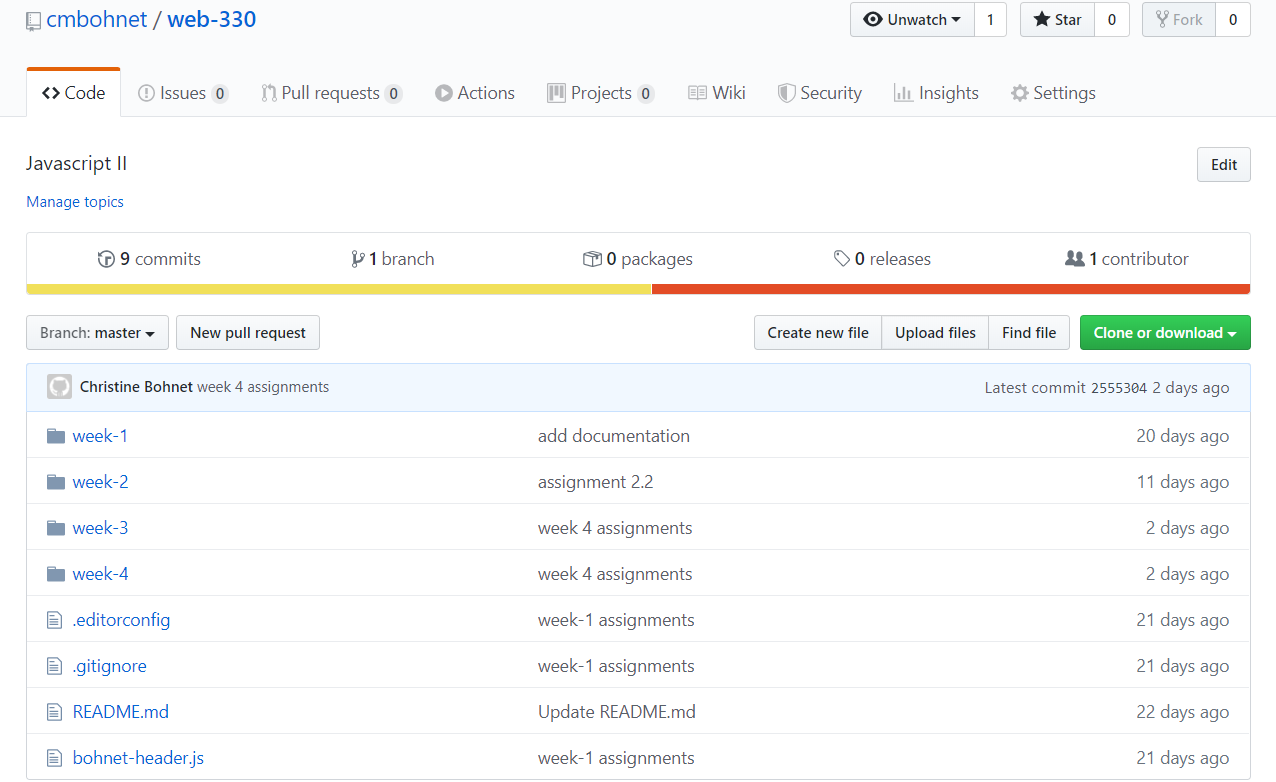 cmbohnet / web-330 Unwatch 1 Star 0 Fork 0
Code Issues 0 Pull requests 0 Actions Projects 0 Wiki Security Insights Settings
Javascript II Edit
Manage topics
9 commits 1 branch 0 packages 0 releases 1 contributor
Branch: master New pull request Create new file Upload files Find file Clone or download
Christine Bohnet week 4 assignments Latest commit 2555304 2 days ago
week-1 add documentation 20 days ago
week-2 assignment 2.2 11 days ago
week-3 week 4 assignments 2 days ago
week-4 week 4 assignments 2 days ago
.editorconfig week-1 assignments 21 days ago
.gitignore week-1 assignments 21 days ago
README.md Update README.md 22 days ago
bohnet-header.js week-1 assignments 21 days ago